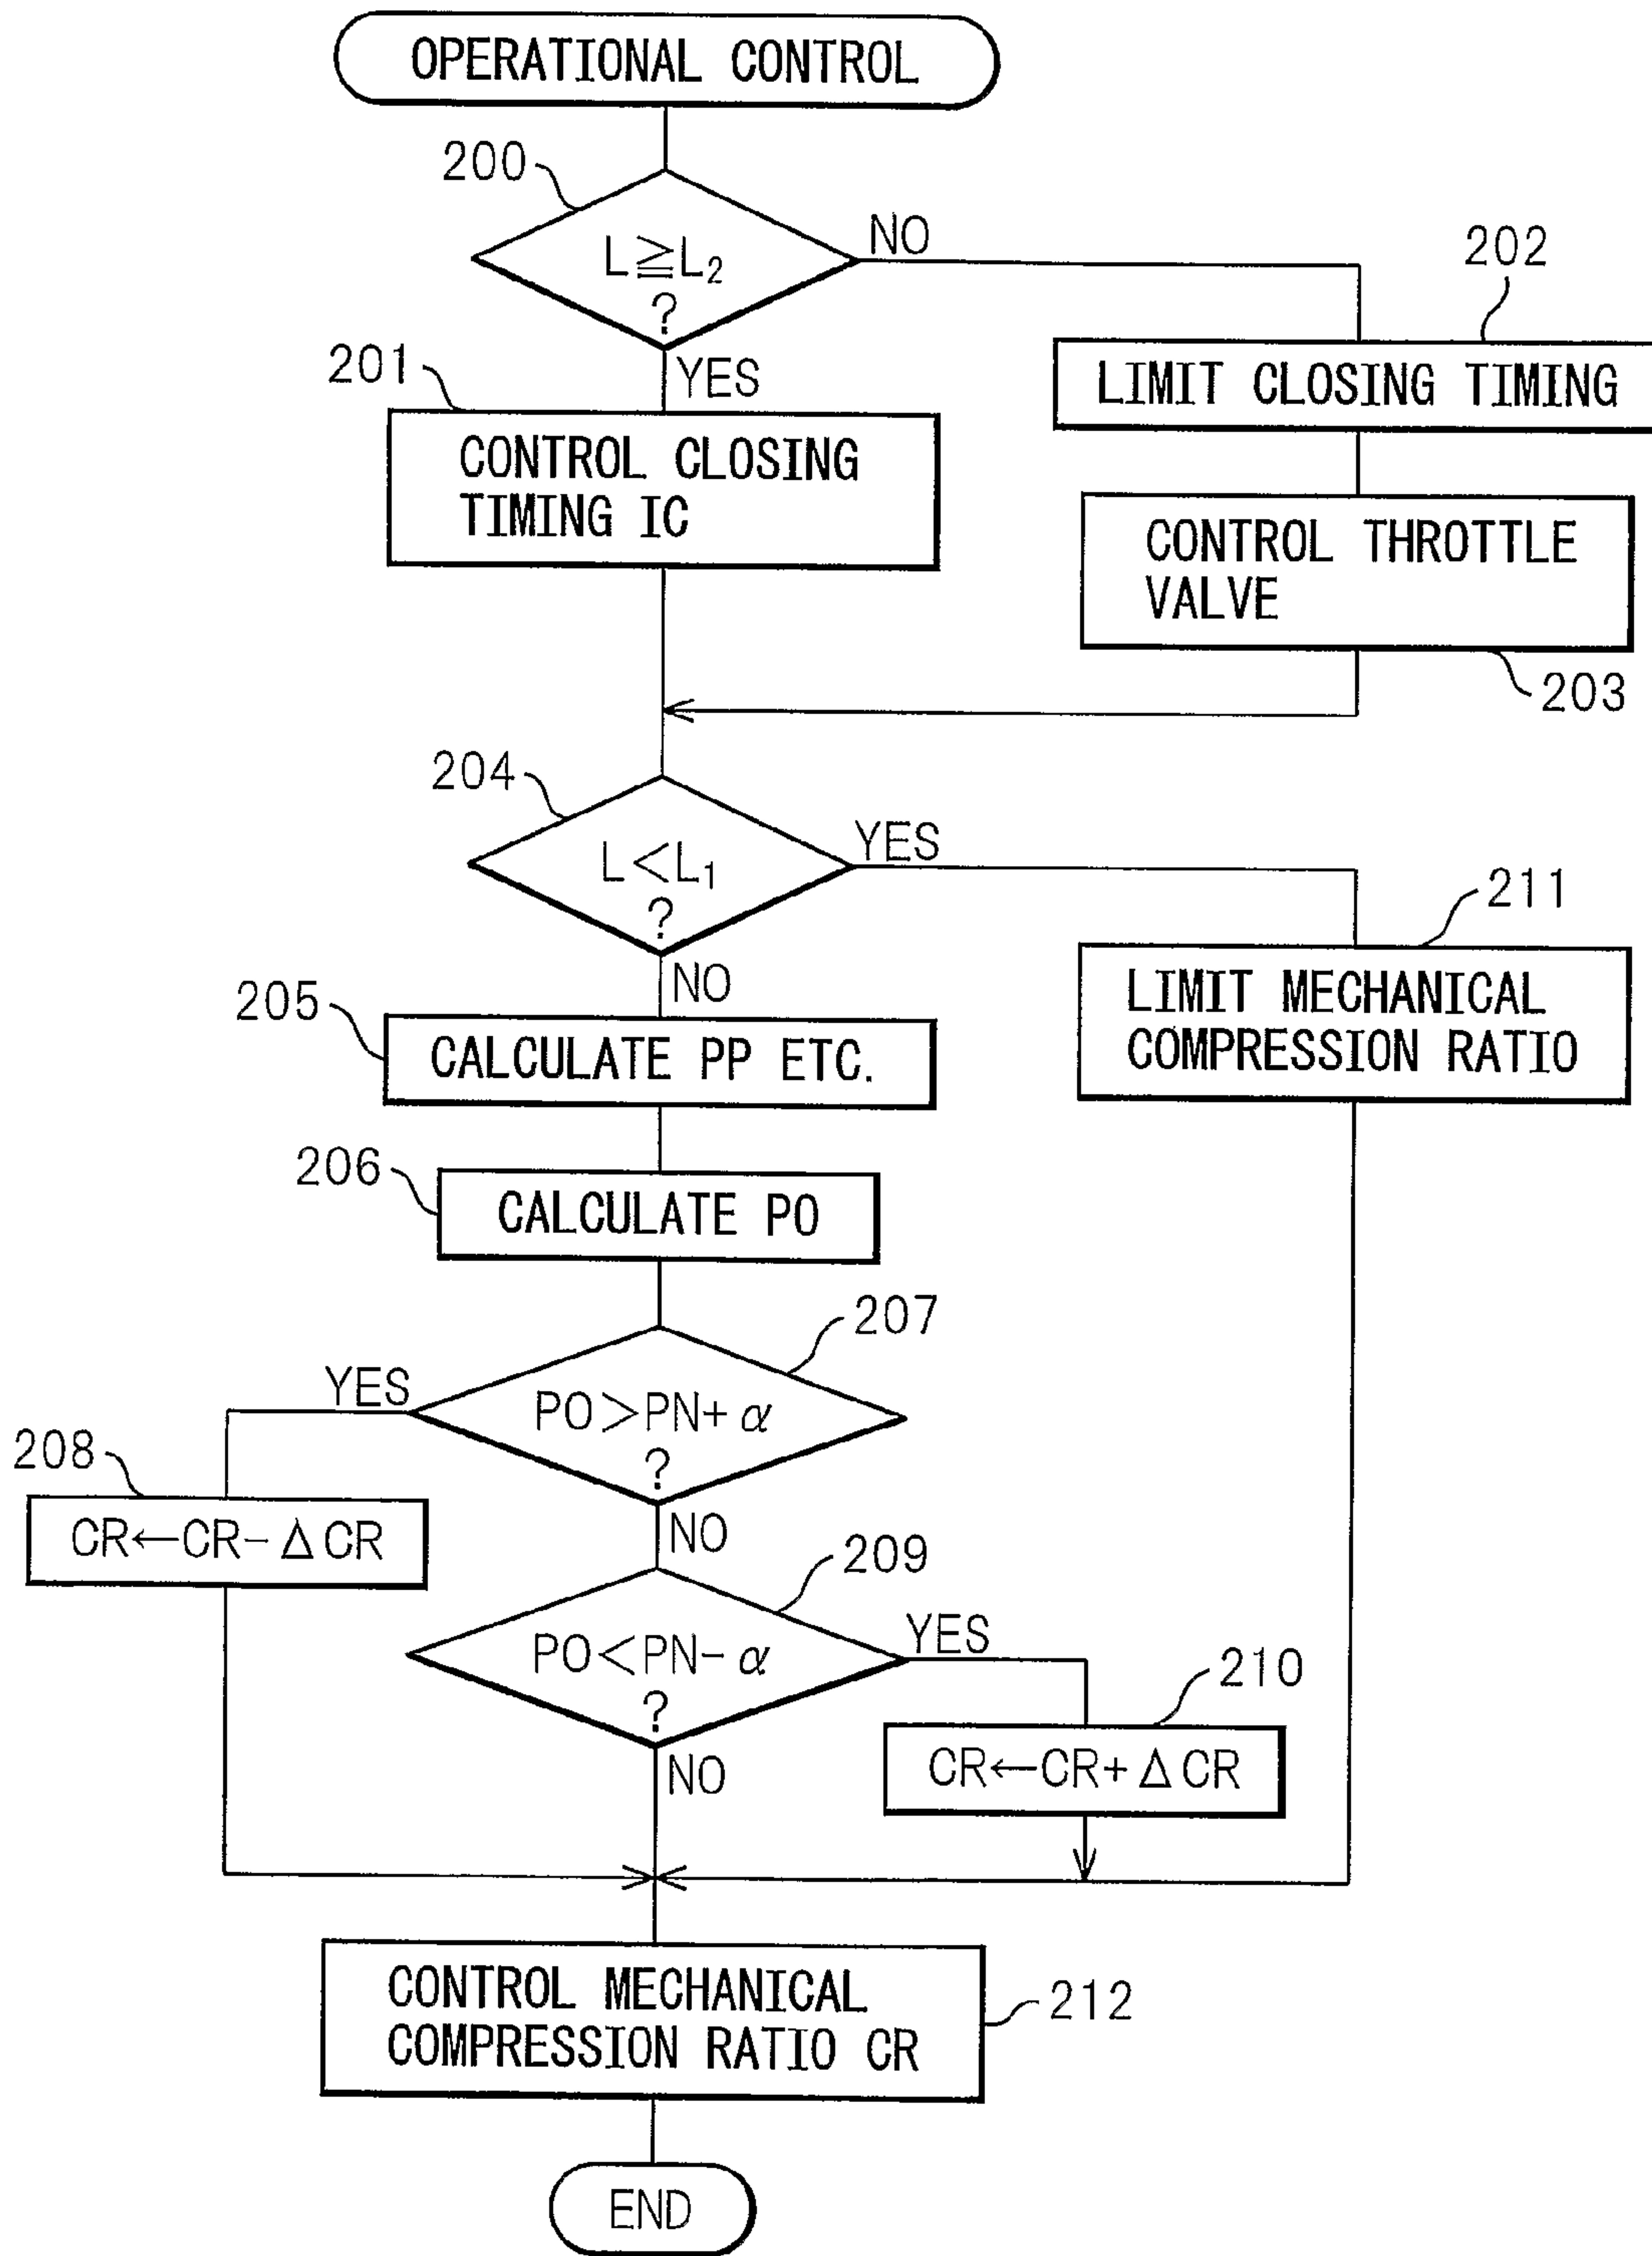 OPERATIONAL CONTROL
200
L≧L₂
?
NO
YES
202
LIMIT CLOSING TIMING
201
CONTROL CLOSING
TIMING IC
CONTROL THROTTLE
VALVE
203
204
L<L₁
?
YES
NO
211
LIMIT MECHANICAL
COMPRESSION RATIO
205
CALCULATE PP ETC.
206
CALCULATE PO
207
PO>PN+α
?
YES
NO
208
CR←CR-ΔCR
209
PO<PN-α
?
YES
NO
210
CR←CR+ΔCR
CONTROL MECHANICAL
COMPRESSION RATIO CR
212
END